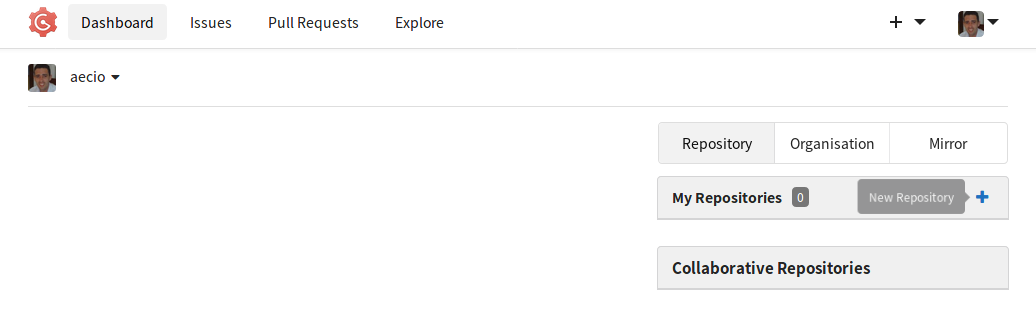 Dashboard Issues Pull Requests Explore
aecio
Repository Organisation Mirror
My Repositories 0 New Repository
Collaborative Repositories